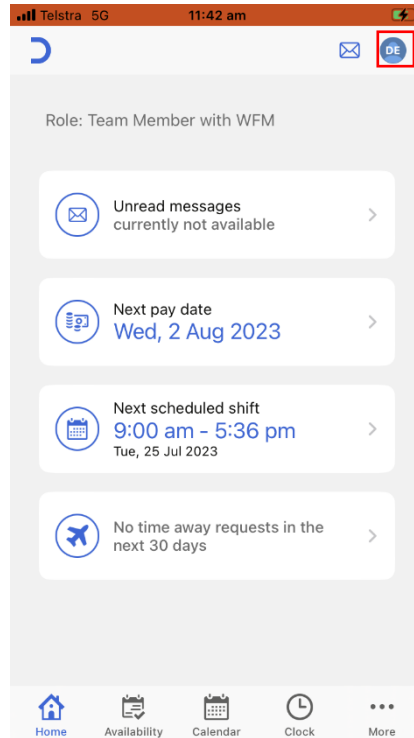 Telstra 5G 11:42 am
DE
Role: Team Member with WFM
Unread messages
currently not available
Next pay date
Wed, 2 Aug 2023
Next scheduled shift
9:00 am - 5:36 pm
Tue, 25 Jul 2023
No time away requests in the
next 30 days
Home Availability Calendar Clock More